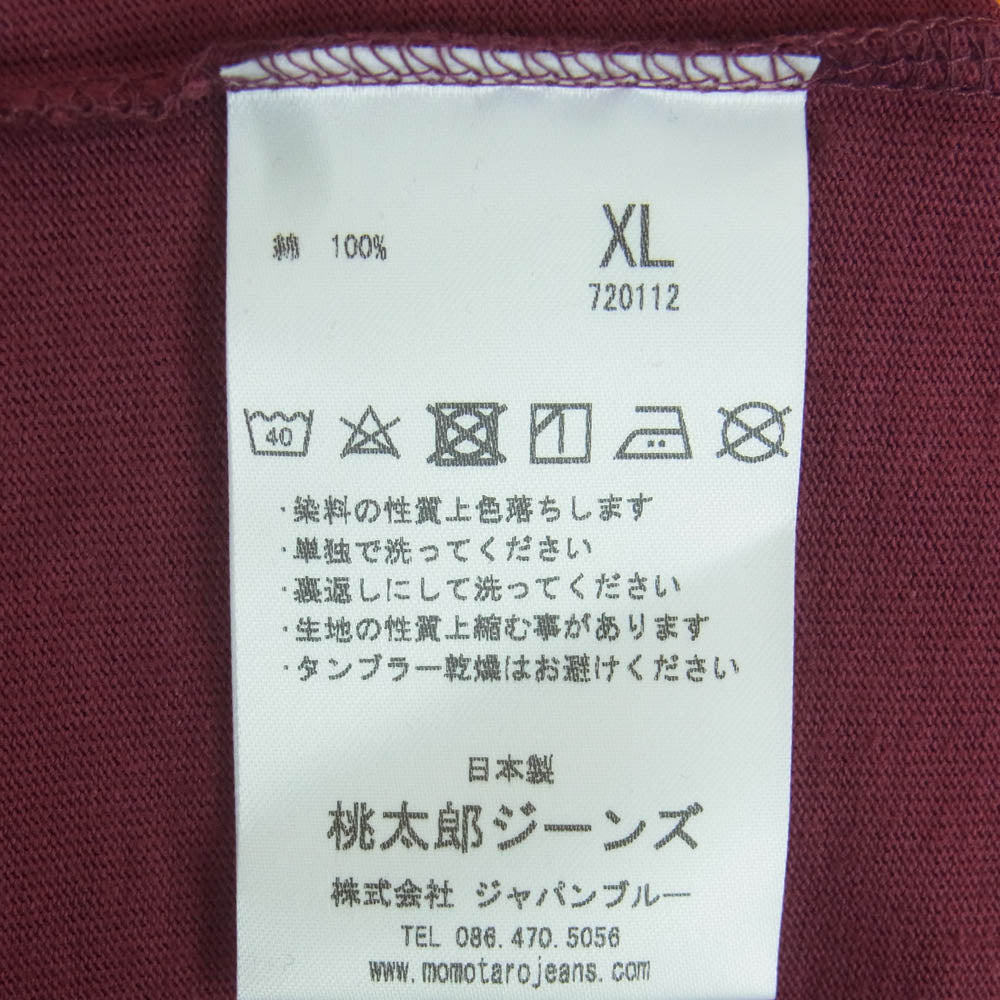 綿 100%
XL
720112
40
・染料の性質上色落ちします
・単独で洗ってください
・裏返しにして洗ってください
・生地の性質上縮む事があります
・タンブラー乾燥はお避けください
日本製
桃太郎ジーンズ
株式会社 ジャパンブルー
TEL 086.470.5056
www.momotarojeans.com